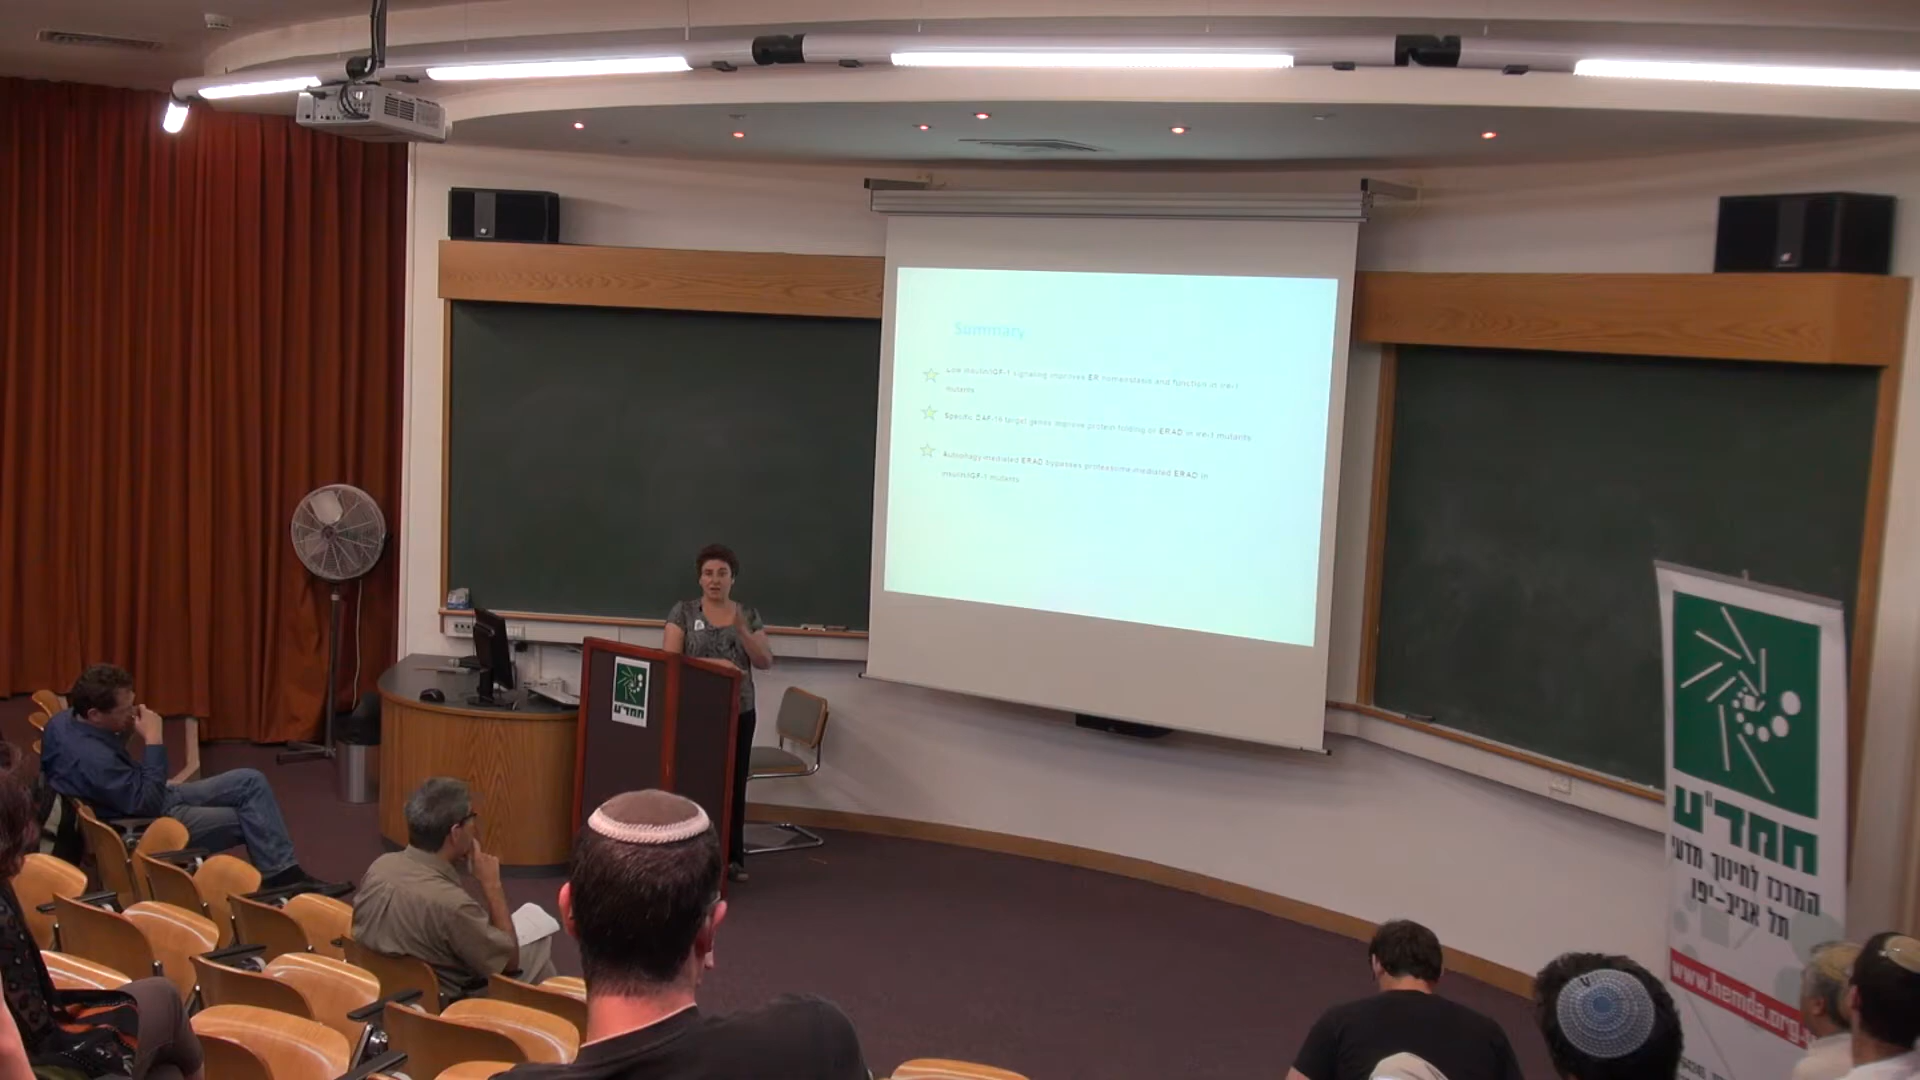 Summary
Low insulin/IGF-1 signaling improves ER homeostasis and function in ire-1
mutants
Specific DAF-16 target genes improve protein folding or ERAD in ire-1 mutants
Autophagy-mediated ERAD bypasses proteasome-mediated ERAD in
insulin/IGF-1 mutants
חמד"ע
חמד"ע
המרכז לחינוך מדעי
תל אביב-יפו
www.hemda.org